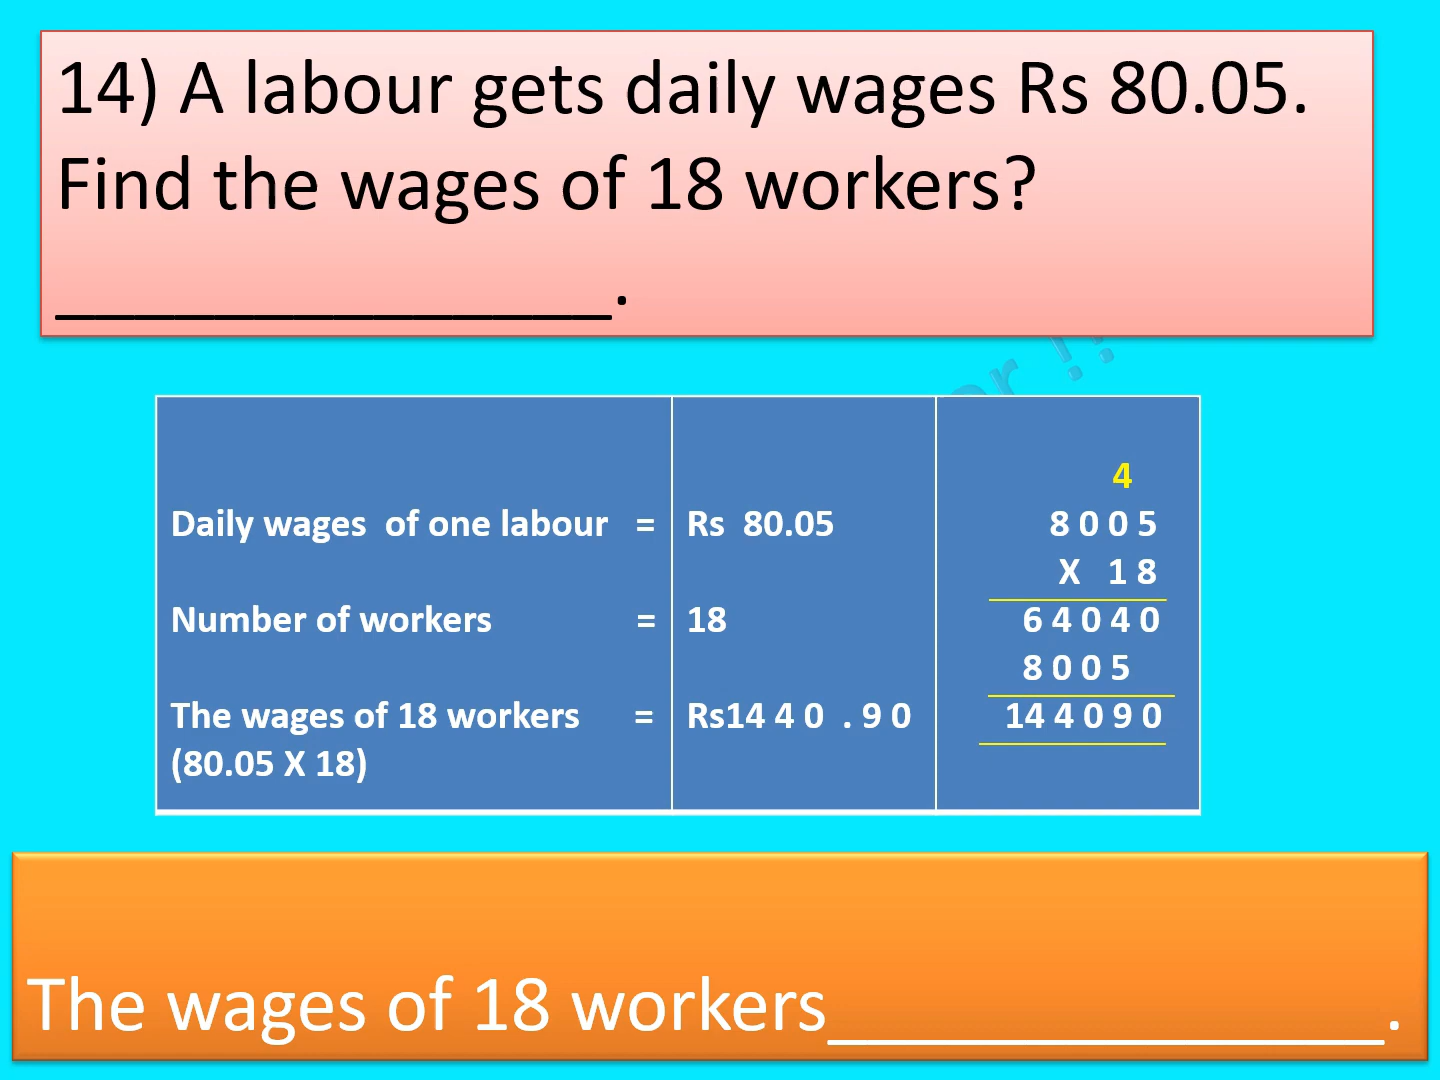 14) A labour gets daily wages Rs 80.05.
Find the wages of 18 workers?
______________.
Daily wages  of one labour   =
Number of workers               =
The wages of 18 workers      =
(80.05 X 18)
Rs  80.05
18
Rs14 4 0  . 9 0
4
8 0 0 5
X   1 8
6 4 0 4 0
8 0 0 5
14 4 0 9 0
The wages of 18 workers______________.